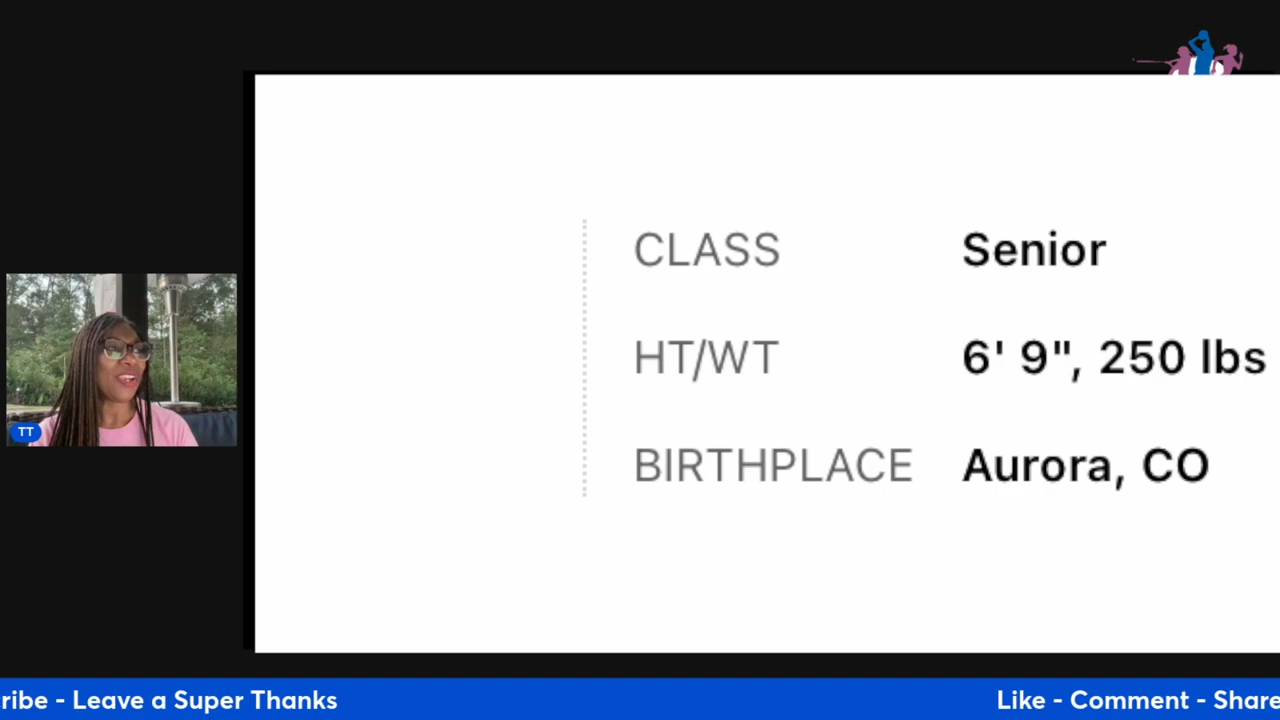 CLASS Senior
HT/WT 6' 9", 250 lbs
BIRTHPLACE Aurora, CO
TT
ribe - Leave a Super Thanks Like - Comment - Share